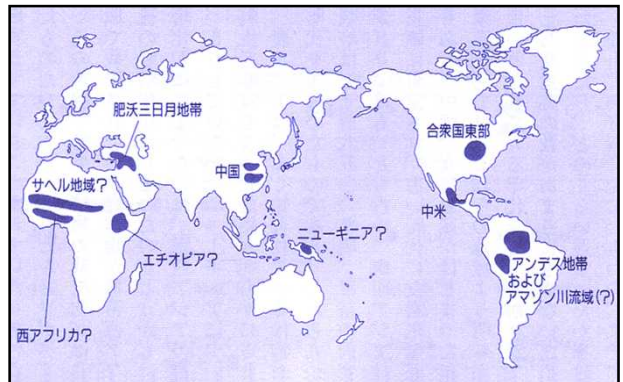 肥沃三日月地帯
サヘル地域？
中国
エチオピア？
西アフリカ？
ニューギニア？
合衆国東部
中米
アンデス地帯
および
アマゾン川流域(？)